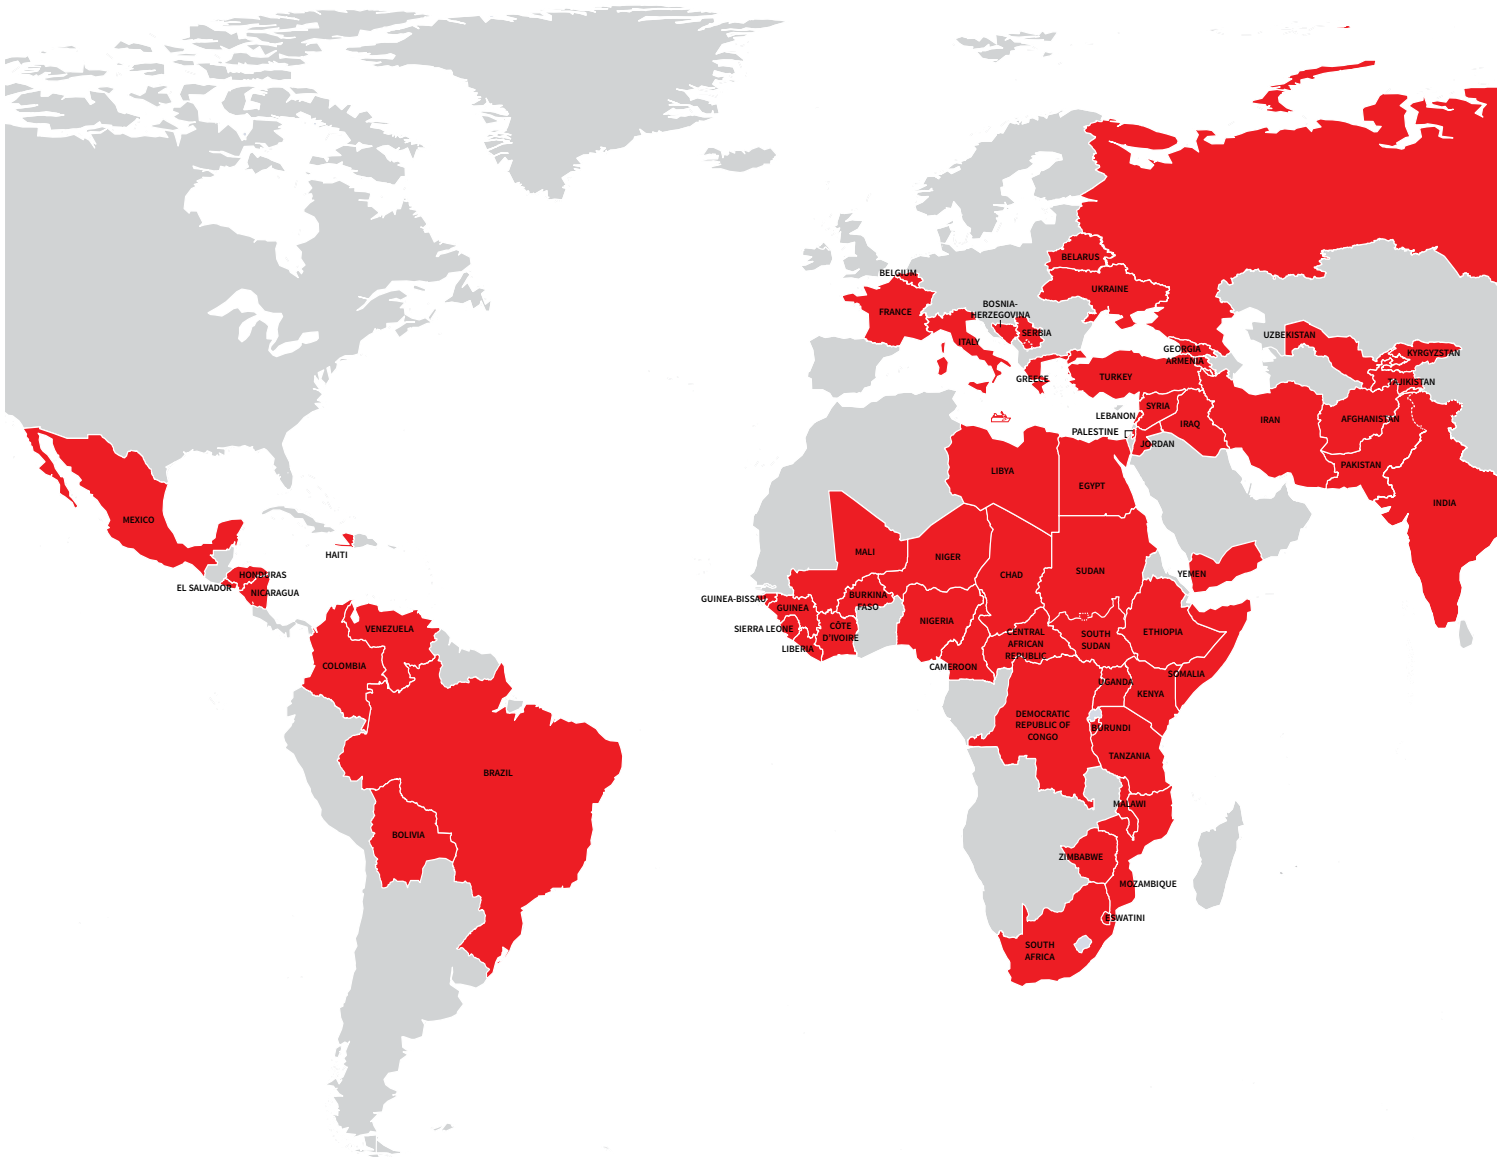 BELARUS
BELGIUM
UKRAINE
BOSNIA-
HERZEGOVINA
FRANCE
SERBIA
UZBEKISTAN
ITALY
GEORGIA
KYRGYZSTAN
ARMENIA
GREECE
TURKEY
TAJIKISTAN
SYRIA
LEBANON
IRAQ
IRAN
AFGHANISTAN
PALESTINE
JORDAN
PAKISTAN
LIBYA
EGYPT
INDIA
MEXICO
HAITI
MALI
NIGER
CHAD
SUDAN
YEMEN
HONDURAS
EL SALVADOR
NICARAGUA
GUINEA-BISSAU
BURKINA
FASO
GUINEA
VENEZUELA
SIERRA LEONE
CÔTE
D'IVOIRE
NIGERIA
LIBERIA
CENTRAL
AFRICAN
REPUBLIC
SOUTH
SUDAN
ETHIOPIA
COLOMBIA
CAMEROON
SOMALIA
UGANDA
KENYA
DEMOCRATIC
REPUBLIC OF
CONGO
BURUNDI
TANZANIA
BRAZIL
MALAWI
BOLIVIA
ZIMBABWE
MOZAMBIQUE
ESWATINI
SOUTH
AFRICA